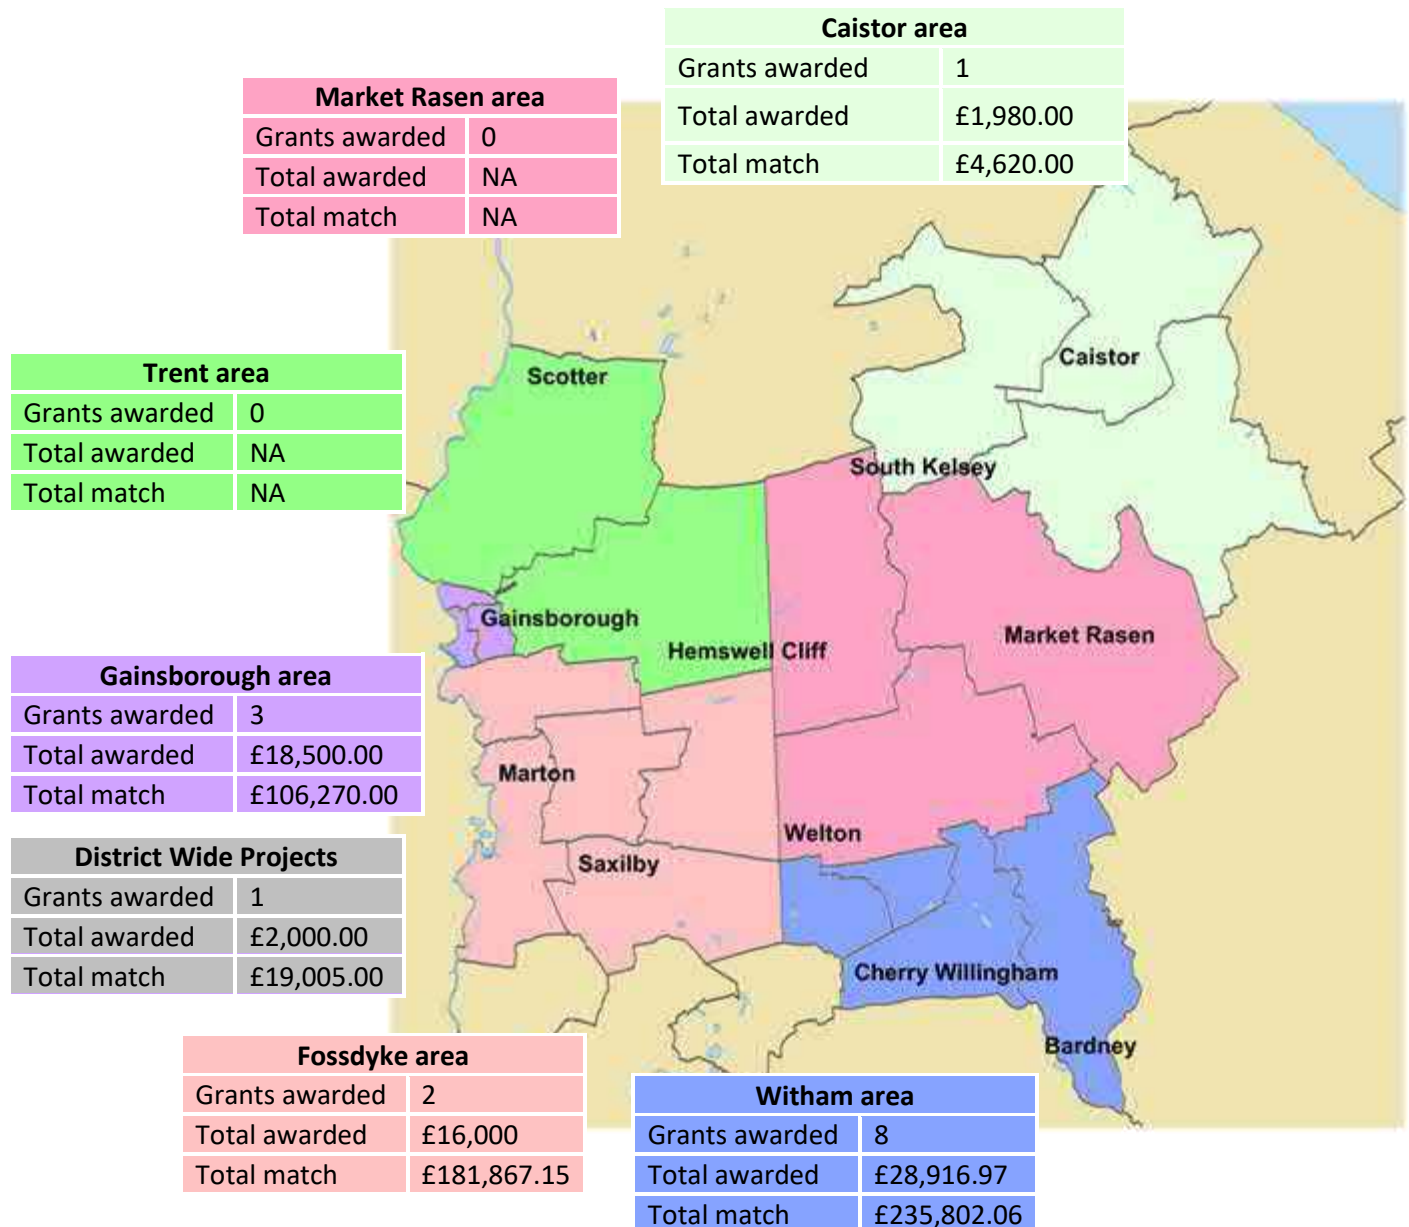 Caistor area
Grants awarded 1
Total awarded £1,980.00
Total match £4,620.00
Market Rasen area
Grants awarded 0
Total awarded NA
Total match NA
Trent area
Grants awarded 0
Total awarded NA
Total match NA
Gainsborough area
Grants awarded 3
Total awarded £18,500.00
Total match £106,270.00
District Wide Projects
Grants awarded 1
Total awarded £2,000.00
Total match £19,005.00
Fossdyke area
Grants awarded 2
Total awarded £16,000
Total match £181,867.15
Witham area
Grants awarded 8
Total awarded £28,916.97
Total match £235,802.06
Scotter
Caistor
South Kelsey
Gainsborough
Hemswell Cliff
Market Rasen
Marton
Welton
Saxilby
Cherry Willingham
Bardney